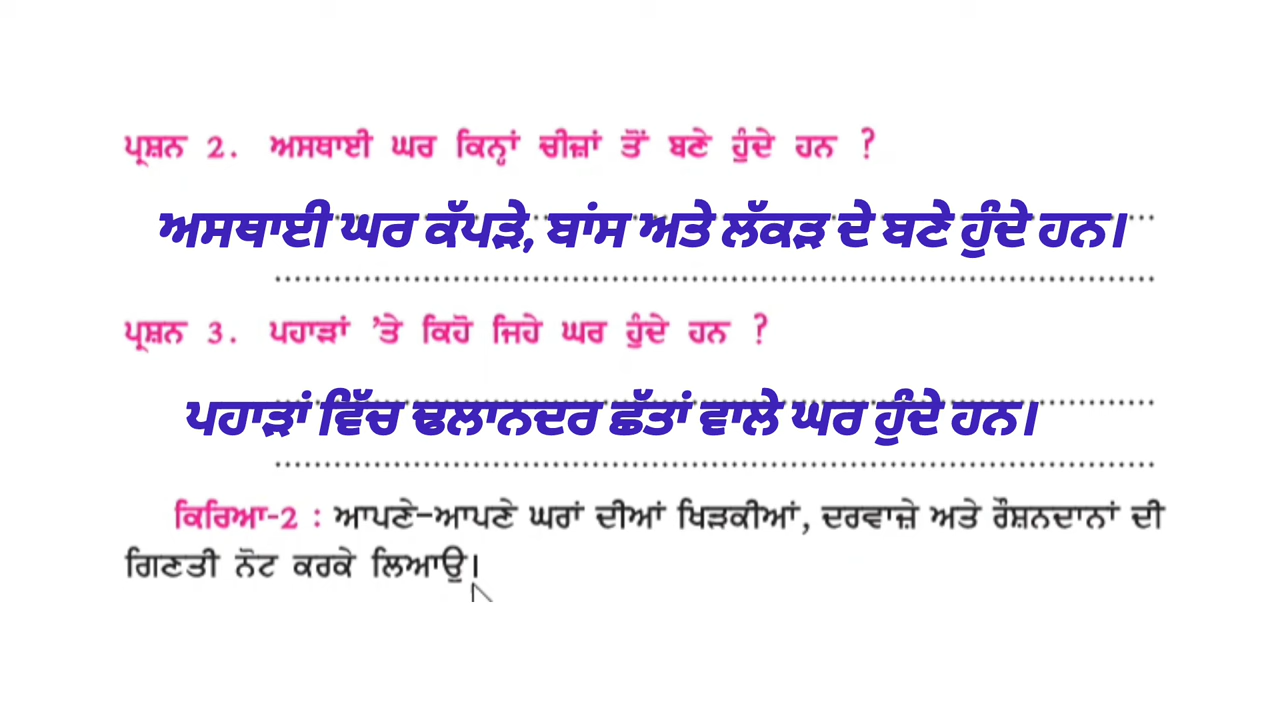 ਪ੍ਰਸ਼ਨ 2. ਅਸਥਾਈ ਘਰ ਕਿਨ੍ਹਾਂ ਚੀਜ਼ਾਂ ਤੋਂ ਬਣੇ ਹੁੰਦੇ ਹਨ ?
ਅਸਥਾਈ ਘਰ ਕੱਪੜੇ, ਬਾਂਸ ਅਤੇ ਲੱਕੜ ਦੇ ਬਣੇ ਹੁੰਦੇ ਹਨ।
ਪ੍ਰਸ਼ਨ 3. ਪਹਾੜਾਂ ’ਤੇ ਕਿਹੋ ਜਿਹੇ ਘਰ ਹੁੰਦੇ ਹਨ ?
ਪਹਾੜਾਂ ਵਿੱਚ ਢਲਾਨਦਰ ਛੱਤਾਂ ਵਾਲੇ ਘਰ ਹੁੰਦੇ ਹਨ।
ਕਿਰਿਆ-2 : ਆਪਣੇ-ਆਪਣੇ ਘਰਾਂ ਦੀਆਂ ਖਿੜਕੀਆਂ, ਦਰਵਾਜ਼ੇ ਅਤੇ ਰੌਸ਼ਨਦਾਨਾਂ ਦੀ
ਗਿਣਤੀ ਨੋਟ ਕਰਕੇ ਲਿਆਉ।